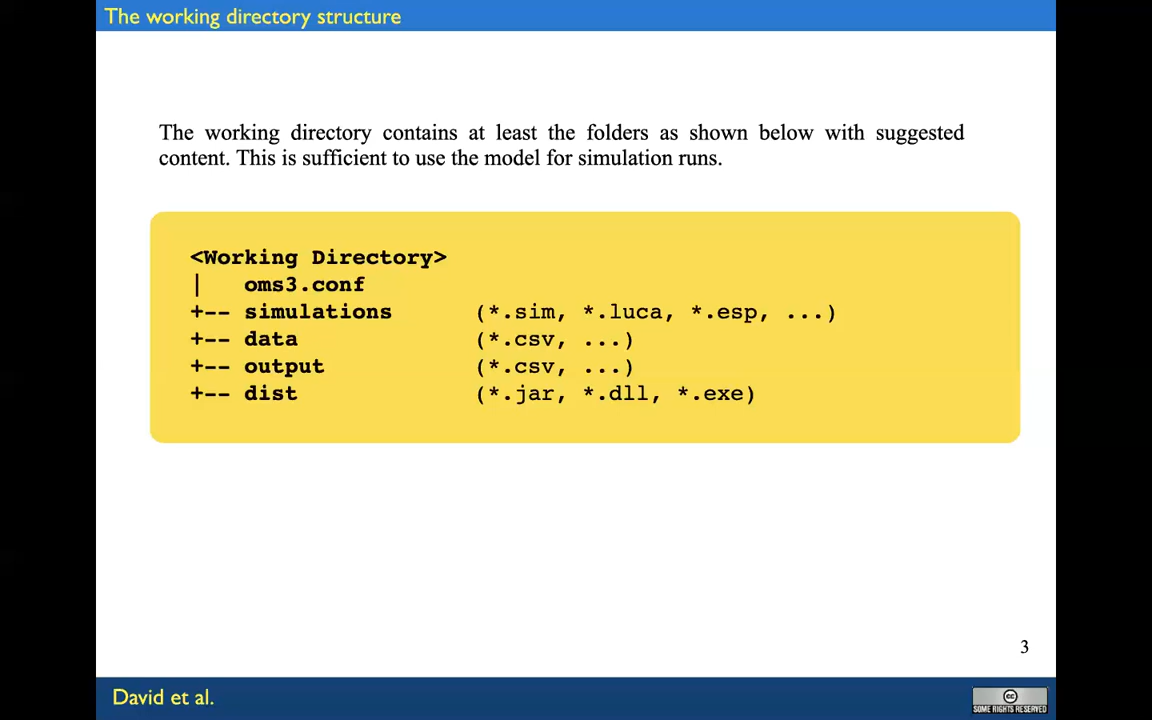 The working directory structure
The working directory contains at least the folders as shown below with suggested
content. This is sufficient to use the model for simulation runs.
<Working Directory>
|   oms3.conf
+-- simulations      (*.sim, *.luca, *.esp, ...)
+-- data             (*.csv, ...)
+-- output           (*.csv, ...)
+-- dist             (*.jar, *.dll, *.exe)
3
David et al.
cc
SOME RIGHTS RESERVED